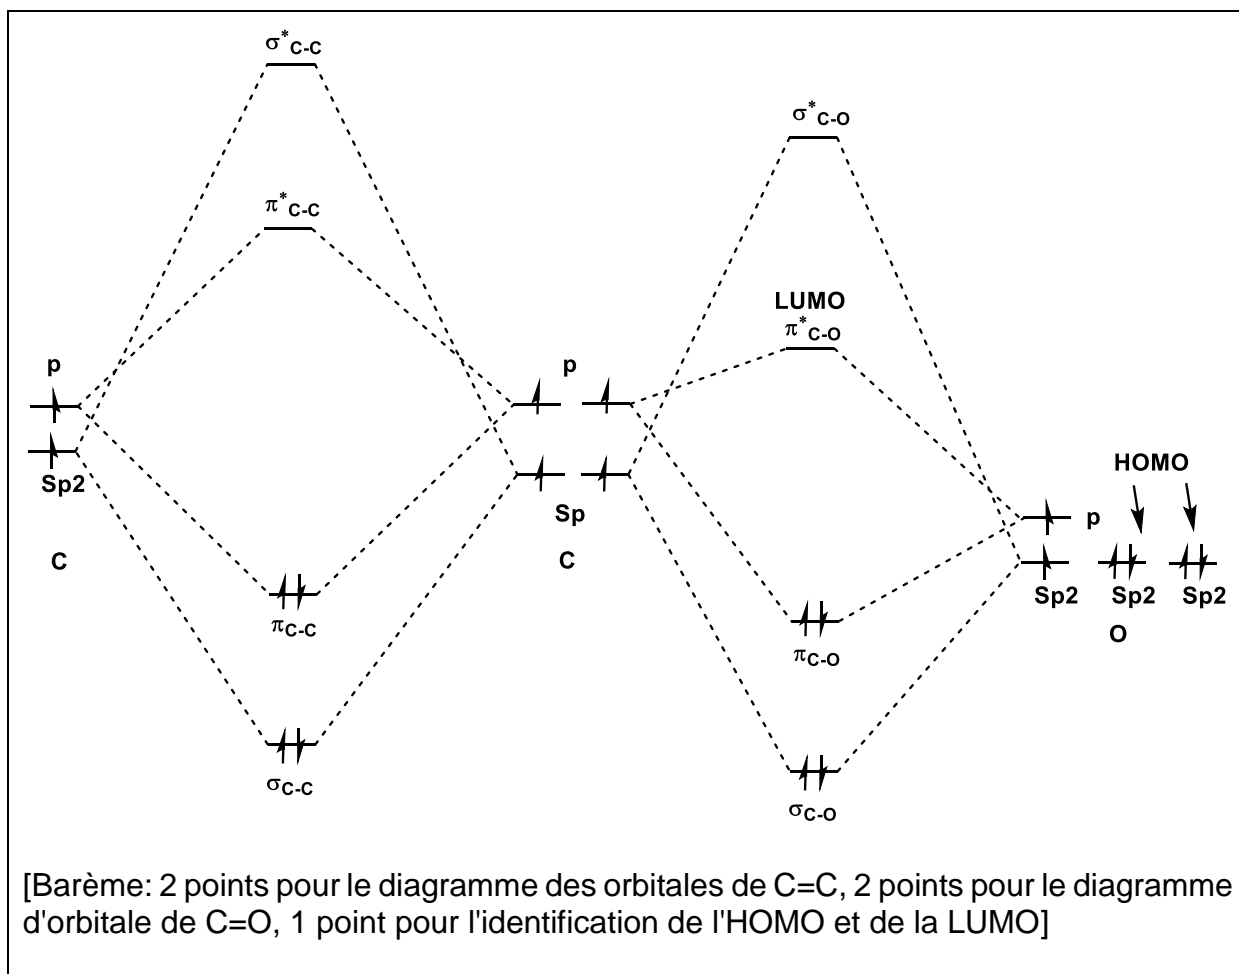 σ*C-C
σ*C-O
π*C-C
LUMO
π*C-O
p
p
Sp2
HOMO
Sp
p
C
C
Sp2
Sp2
Sp2
O
πC-C
πC-O
σC-C
σC-O
[Barème: 2 points pour le diagramme des orbitales de C=C, 2 points pour le diagramme
d'orbitale de C=O, 1 point pour l'identification de l'HOMO et de la LUMO]